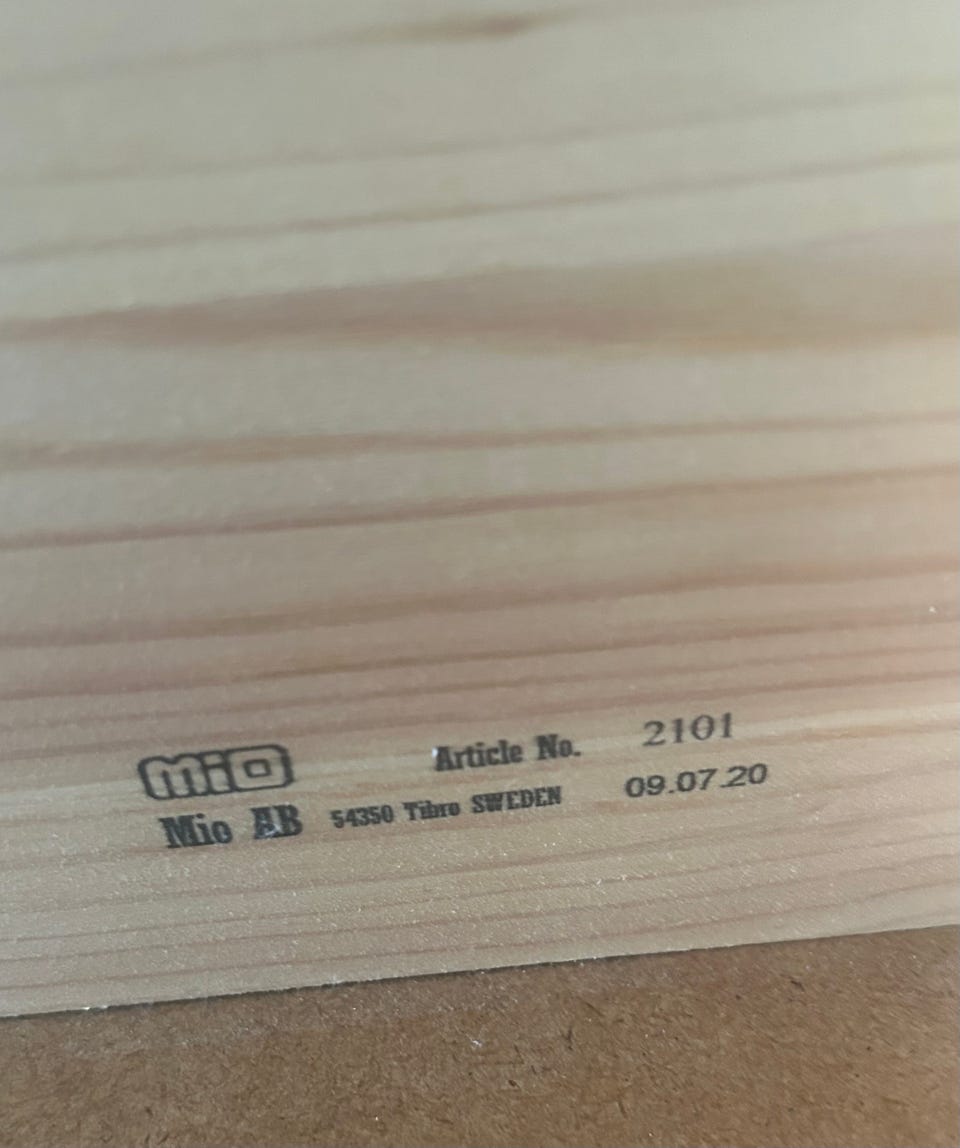 mio Article No. 2101
Mio AB 54350 Tibro SWEDEN 09.07.20